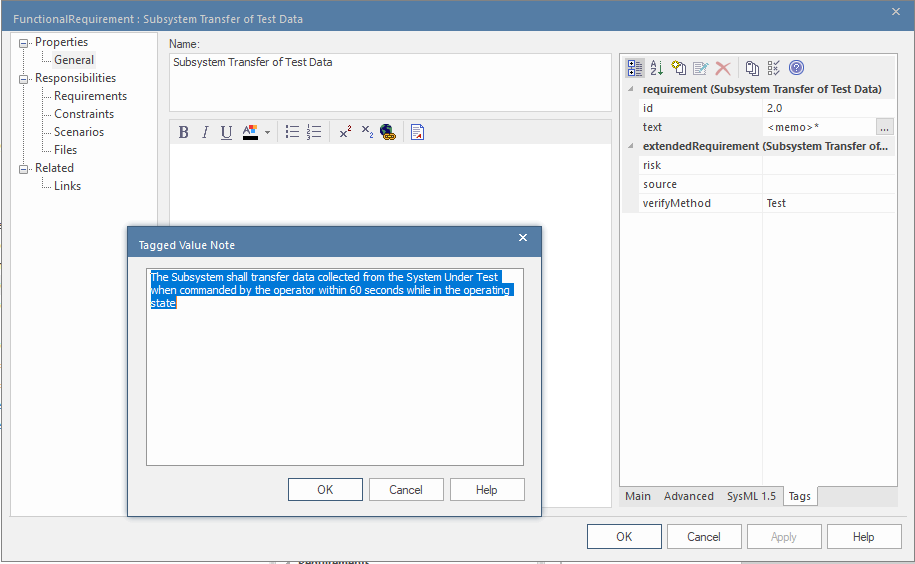 FunctionalRequirement : Subsystem Transfer of Test Data
Properties
General
Responsibilities
Requirements
Constraints
Scenarios
Files
Related
Links
Name:
Subsystem Transfer of Test Data
B I U A x² x₂
requirement (Subsystem Transfer of Test Data)
id 2.0
text <memo>* ...
extendedRequirement (Subsystem Transfer of...
risk
source
verifyMethod Test
Tagged Value Note
The Subsystem shall transfer data collected from the System Under Test
when commanded by the operator within 60 seconds while in the operating
state
OK Cancel Help
Main Advanced SysML 1.5 Tags
OK Cancel Apply Help